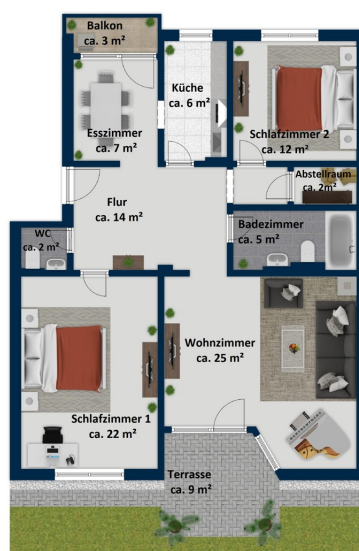 Balkon
ca. 3 m²
Küche
ca. 6 m²
Esszimmer
ca. 7 m²
Schlafzimmer 2
ca. 12 m²
Abstellraum
ca. 2m²
Flur
ca. 14 m²
WC
ca. 2 m²
Badezimmer
ca. 5 m²
Wohnzimmer
ca. 25 m²
Schlafzimmer 1
ca. 22 m²
Terrasse
ca. 9 m²